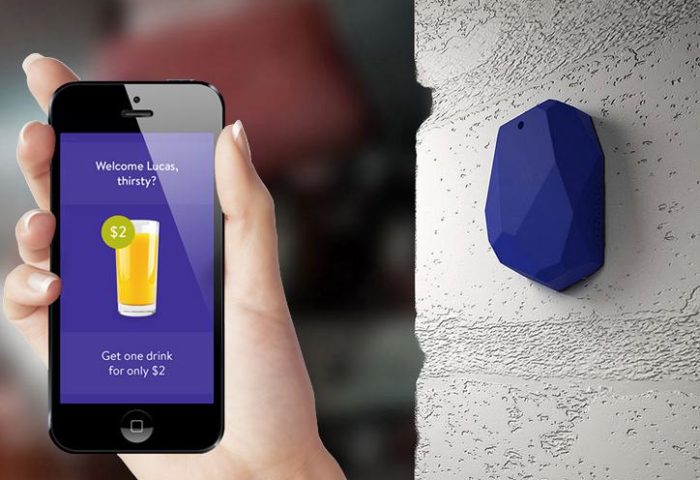 Welcome Lucas,
thirsty?
$2
Get one drink
for only $2